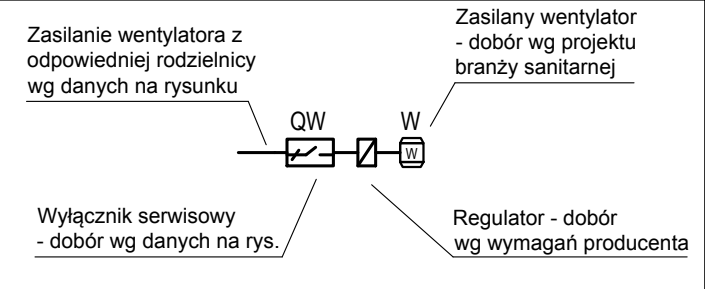 Zasilanie wentylatora z
odpowiedniej rodzielnicy
wg danych na rysunku
Zasilany wentylator
- dobór wg projektu
branży sanitarnej
QW
W
W
Wyłącznik serwisowy
- dobór wg danych na rys.
Regulator - dobór
wg wymagań producenta